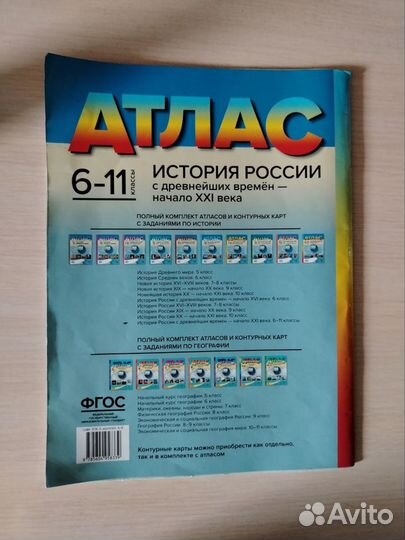 АТЛАС
6–11
классы
ИСТОРИЯ РОССИИ
с древнейших времён —
начало XXI века
ПОЛНЫЙ КОМПЛЕКТ АТЛАСОВ И КОНТУРНЫХ КАРТ
С ЗАДАНИЯМИ ПО ИСТОРИИ
История Древнего мира. 5 класс
История Средних веков. 6 класс
Новая история XVI–XVIII веков. 7–8 классы
Новая история XIX — начало XX века. 9 класс
Новейшая история XX — начало XXI века. 10 класс
История России с древнейших времён — начало XVI века. 6 класс
История России XVI–XVIII веков. 7–8 классы
История России XIX — начало XX века. 9 класс
История России XX — начало XXI века. 10 класс
История России с древнейших времён — начало XXI века. 6–11 классы
ПОЛНЫЙ КОМПЛЕКТ АТЛАСОВ И КОНТУРНЫХ КАРТ
С ЗАДАНИЯМИ ПО ГЕОГРАФИИ
ФГОС
ФЕДЕРАЛЬНЫЙ
ГОСУДАРСТВЕННЫЙ
ОБРАЗОВАТЕЛЬНЫЙ СТАНДАРТ
Начальный курс географии. 5 класс
Начальный курс географии. 6 класс
Материки, океаны, народы и страны. 7 класс
Физическая география России. 8 класс
Экономическая и социальная география России. 9 класс
География России. 8–9 классы
Экономическая и социальная география мира. 10–11 классы
Контурные карты можно приобрести как отдельно,
так и в комплекте с атласом
Avito